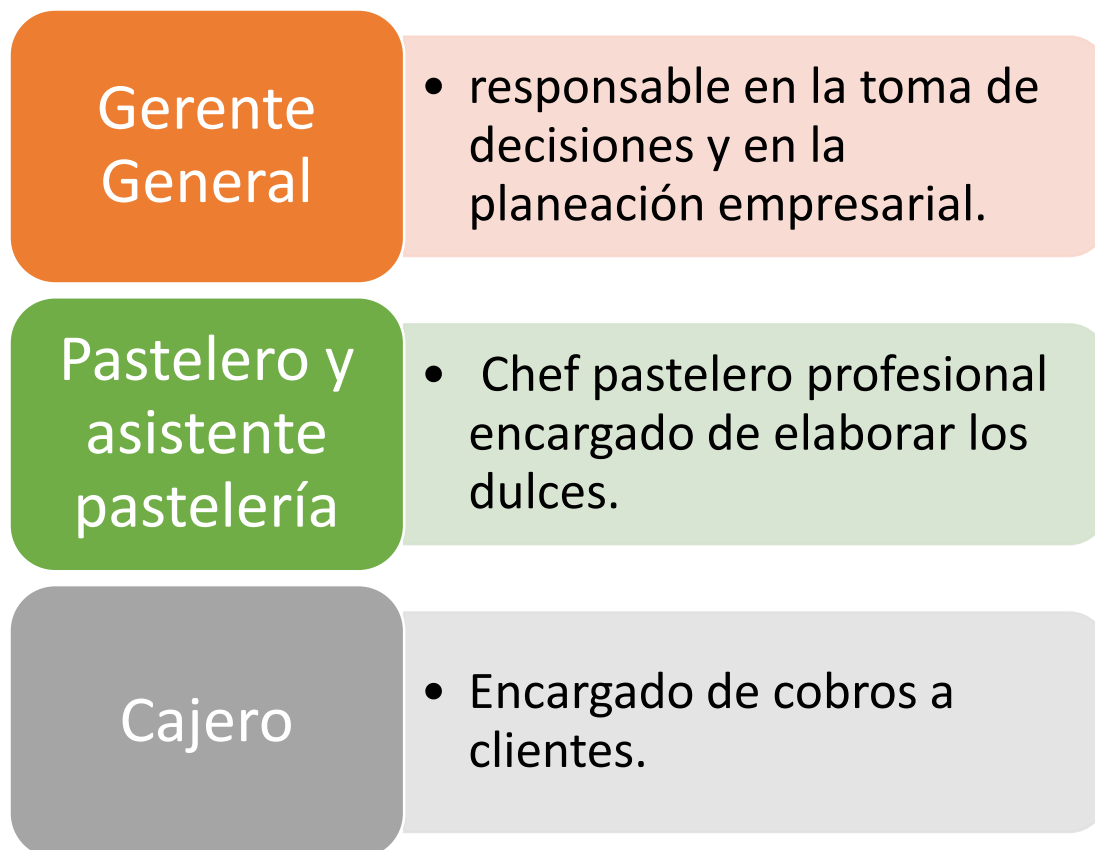 Gerente
General
• responsable en la toma de
decisiones y en la
planeación empresarial.
Pastelero y
asistente
pastelería
• Chef pastelero profesional
encargado de elaborar los
dulces.
Cajero
• Encargado de cobros a
clientes.